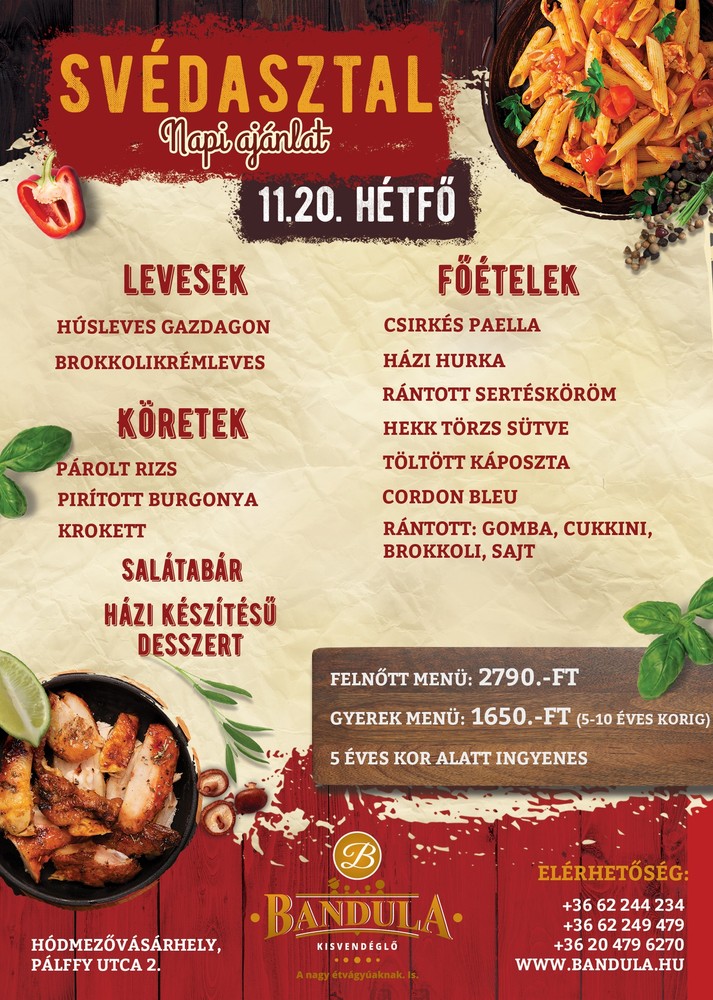 SVÉDASZTAL
Napi ajánlat
11.20. HÉTFŐ
LEVESEK
HÚSLEVES GAZDAGON
BROKKOLIKRÉMLEVES
KÖRETEK
PÁROLT RIZS
PIRÍTOTT BURGONYA
KROKETT
SALÁTABÁR
HÁZI KÉSZÍTÉSŰ
DESSZERT
FŐÉTELEK
CSIRKÉS PAELLA
HÁZI HURKA
RÁNTOTT SERTÉSKÖRÖM
HEKK TÖRZS SÜTVE
TÖLTÖTT KÁPOSZTA
CORDON BLEU
RÁNTOTT: GOMBA, CUKKINI,
BROKKOLI, SAJT
FELNŐTT MENÜ: 2790.-FT
GYEREK MENÜ: 1650.-FT (5-10 ÉVES KORIG)
5 ÉVES KOR ALATT INGYENES
HÓDMEZŐVÁSÁRHELY,
PÁLFFY UTCA 2.
B
BANDULA
KISVENDÉGLŐ
A nagy étvágyúaknak. Is.
ELÉRHETŐSÉG:
+36 62 244 234
+36 62 249 479
+36 20 479 6270
WWW.BANDULA.HU